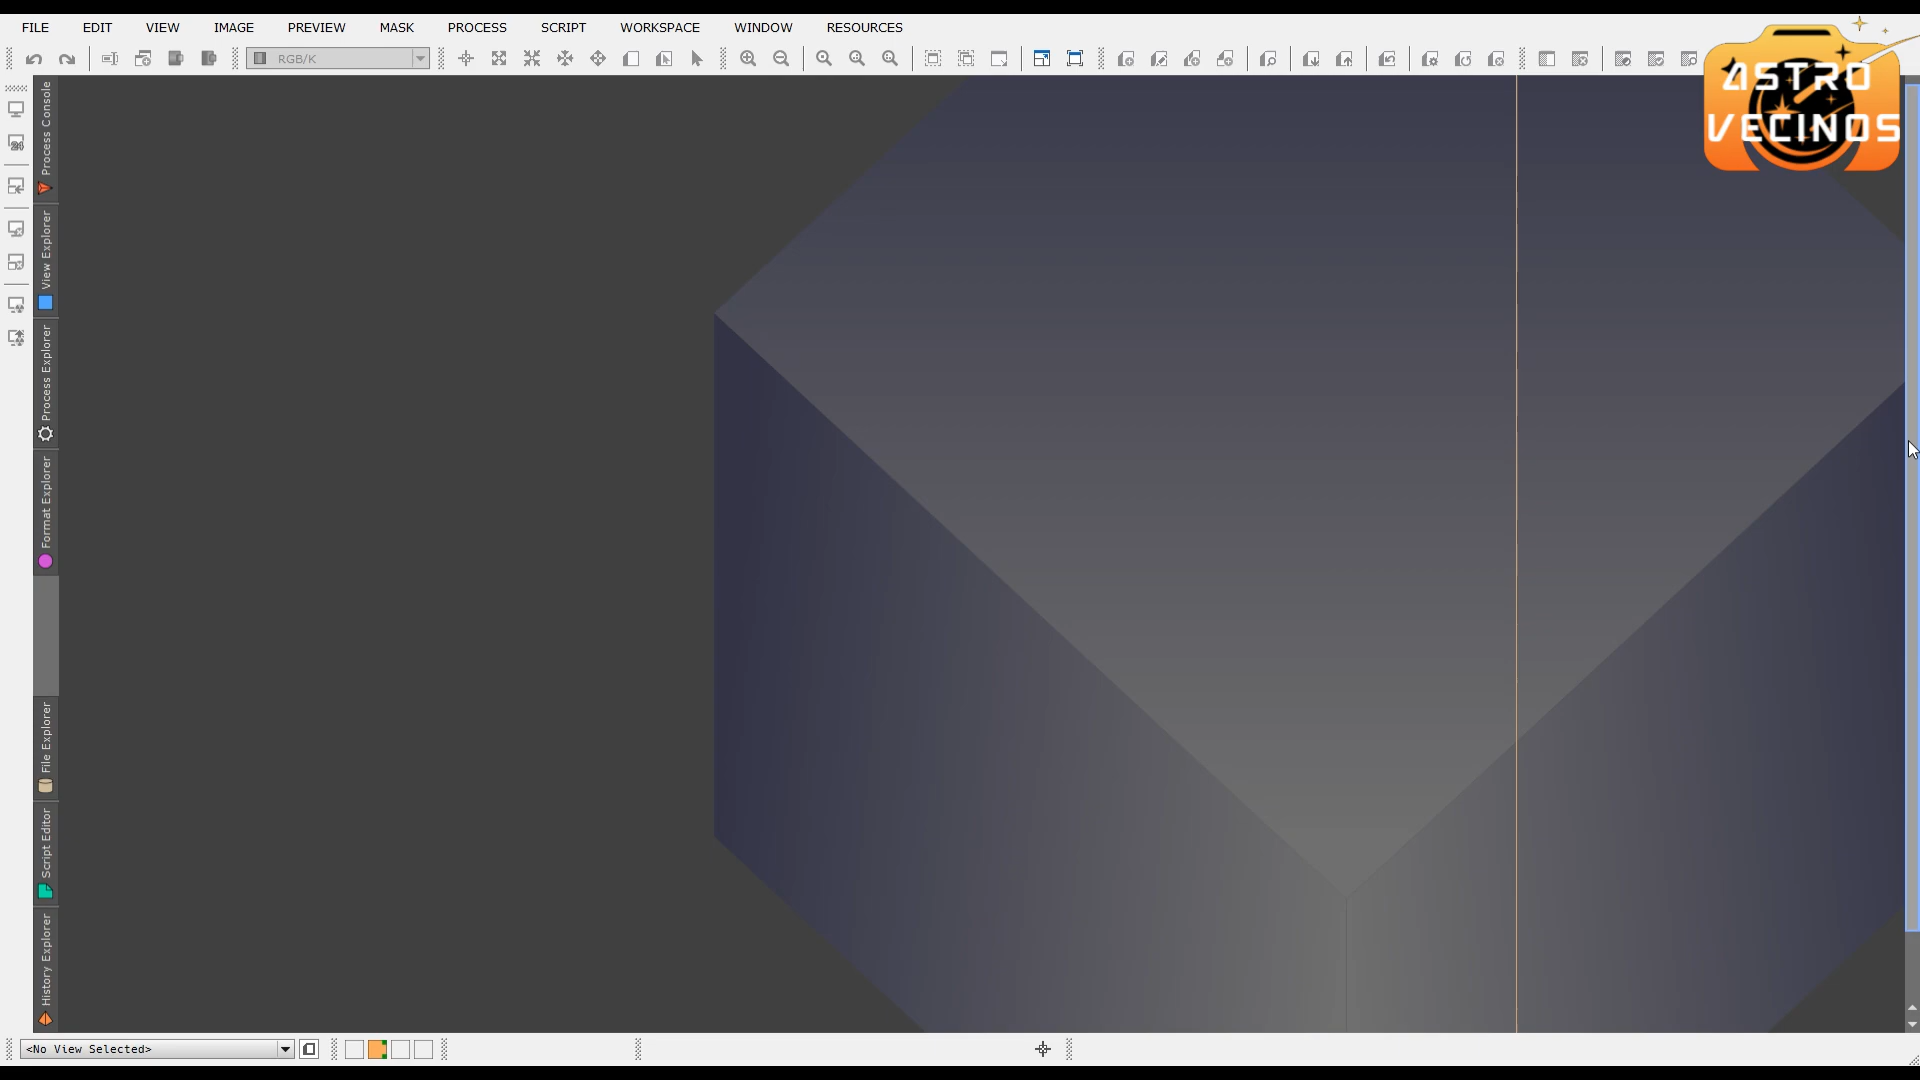 FILE EDIT VIEW IMAGE PREVIEW MASK PROCESS SCRIPT WORKSPACE WINDOW RESOURCES
RGB/K
ASTRO
VECINOS
Process Console
View Explorer
Process Explorer
Format Explorer
File Explorer
Script Editor
History Explorer
<No View Selected>